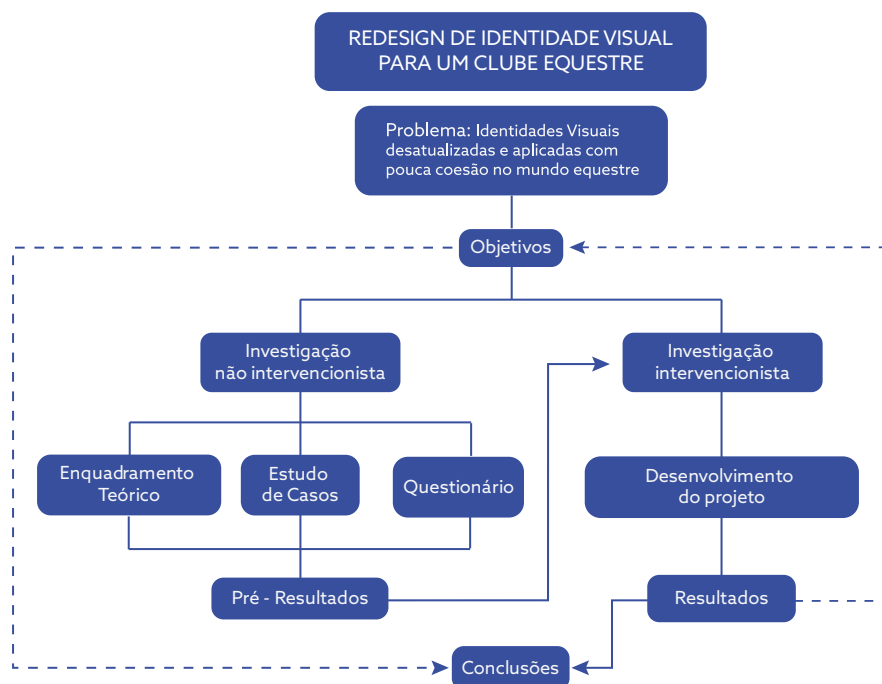 REDESIGN DE IDENTIDADE VISUAL
PARA UM CLUBE EQUESTRE
Problema: Identidades Visuais
desatualizadas e aplicadas com
pouca coesão no mundo equestre
Objetivos
Investigação
não intervencionista
Investigação
intervencionista
Enquadramento
Teórico
Estudo
de Casos
Questionário
Desenvolvimento
do projeto
Pré - Resultados
Resultados
Conclusões